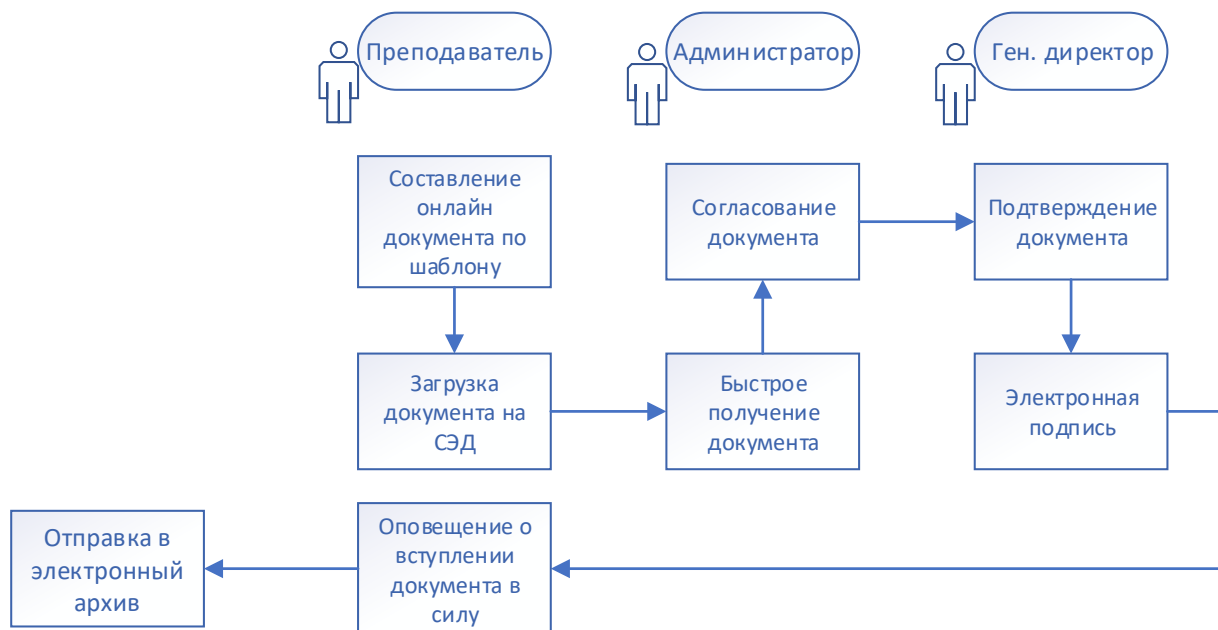 Преподаватель
Администратор
Ген. директор
Составление
онлайн
документа по
шаблону
Согласование
документа
Подтверждение
документа
Загрузка
документа на
СЭД
Быстрое
получение
документа
Электронная
подпись
Отправка в
электронный
архив
Оповещение о
вступлении
документа в
силу